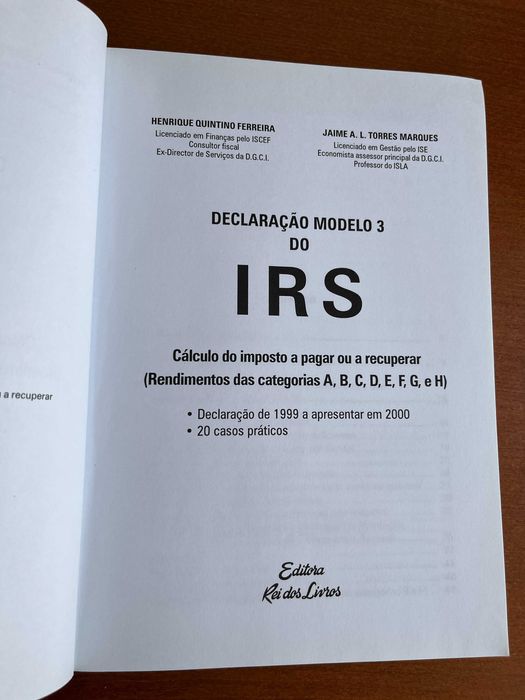 HENRIQUE QUINTINO FERREIRA
Licenciado em Finanças pelo ISCEF
Consultor fiscal
Ex-Director de Serviços da D.G.C.I.
JAIME A. L. TORRES MARQUES
Licenciado em Gestão pelo ISE
Economista assessor principal da D.G.C.I.
Professor do ISLA
DECLARAÇÃO MODELO 3
DO
IRS
Cálculo do imposto a pagar ou a recuperar
(Rendimentos das categorias A, B, C, D, E, F, G, e H)
• Declaração de 1999 a apresentar em 2000
• 20 casos práticos
Editora
Rei dos Livros
a recuperar